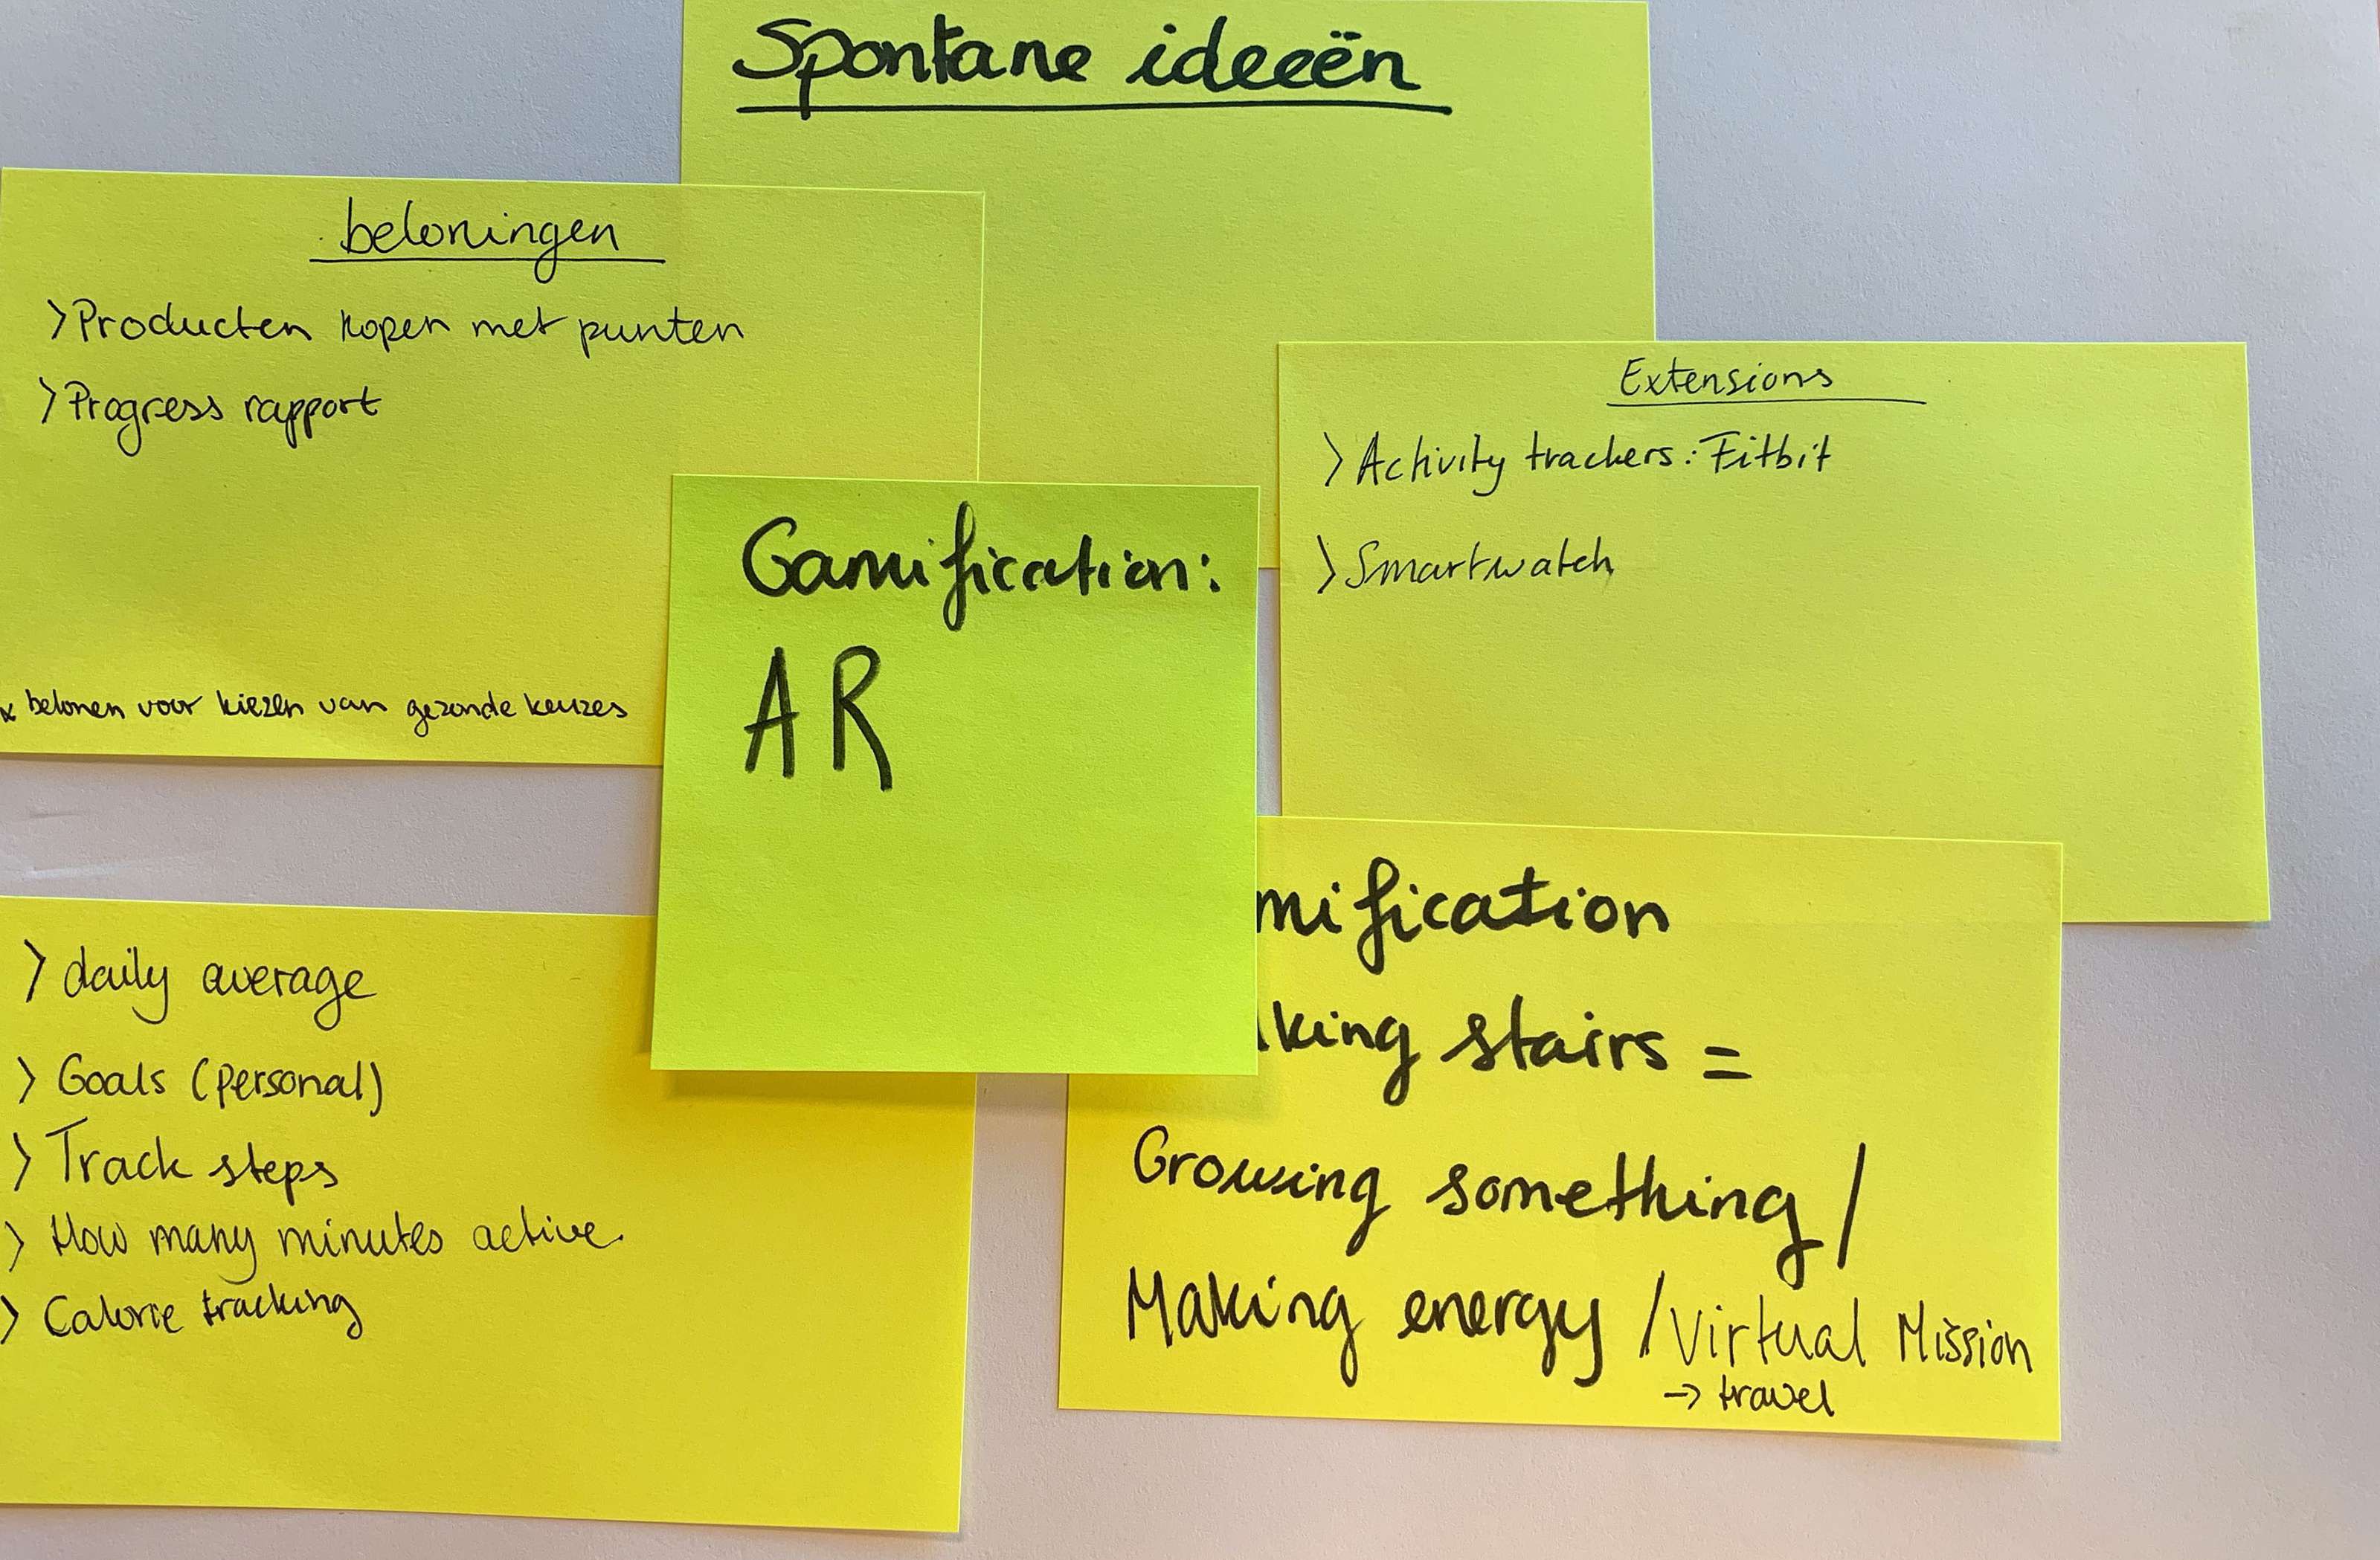 Spontane ideeën
beloningen
>Producten kopen met punten
>Progress rapport
* belonen voor kiezen van gezonde keuzes
Extensions
>Activity trackers: Fitbit
>Smartwatch
Gamification:
AR
>daily average
>Goals (personal)
>Track steps
>How many minutes active.
>Calorie tracking
mification
king stairs =
Growing something/
Making energy /Virtual Mission
→ travel